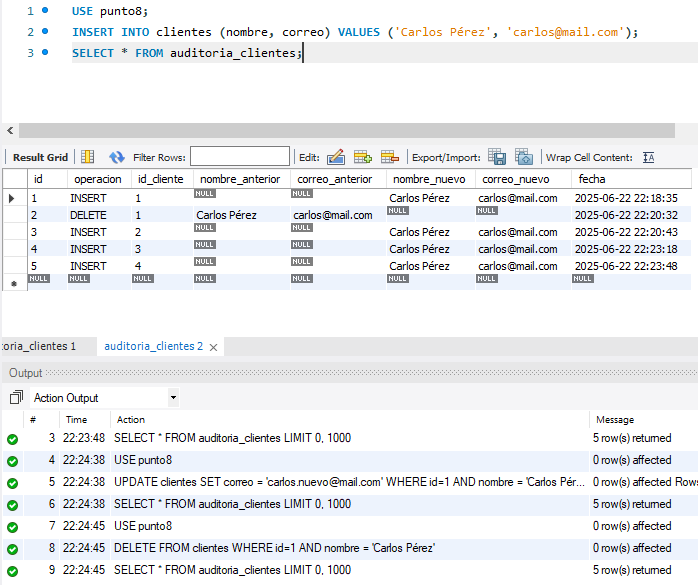 1 USE punto8;
2 INSERT INTO clientes (nombre, correo) VALUES ('Carlos Pérez', 'carlos@mail.com');
3 SELECT * FROM auditoria_clientes;
Result Grid Filter Rows: Edit: Export/Import: Wrap Cell Content:
id operacion id_cliente nombre_anterior correo_anterior nombre_nuevo correo_nuevo fecha
1 INSERT 1 NULL NULL Carlos Pérez carlos@mail.com 2025-06-22 22:18:35
2 DELETE 1 Carlos Pérez carlos@mail.com NULL NULL 2025-06-22 22:20:32
3 INSERT 2 NULL NULL Carlos Pérez carlos@mail.com 2025-06-22 22:20:43
4 INSERT 3 NULL NULL Carlos Pérez carlos@mail.com 2025-06-22 22:23:18
5 INSERT 4 NULL NULL Carlos Pérez carlos@mail.com 2025-06-22 22:23:48
NULL NULL NULL NULL NULL NULL NULL NULL
toria_clientes 1 auditoria_clientes 2
Output
Action Output
# Time Action Message
3 22:23:48 SELECT * FROM auditoria_clientes LIMIT 0, 1000 5 row(s) returned
4 22:24:38 USE punto8 0 row(s) affected
5 22:24:38 UPDATE clientes SET correo = 'carlos.nuevo@mail.com' WHERE id=1 AND nombre = 'Carlos Pér... 0 row(s) affected Rows
6 22:24:38 SELECT * FROM auditoria_clientes LIMIT 0, 1000 5 row(s) returned
7 22:24:45 USE punto8 0 row(s) affected
8 22:24:45 DELETE FROM clientes WHERE id=1 AND nombre = 'Carlos Pérez' 0 row(s) affected
9 22:24:45 SELECT * FROM auditoria_clientes LIMIT 0, 1000 5 row(s) returned